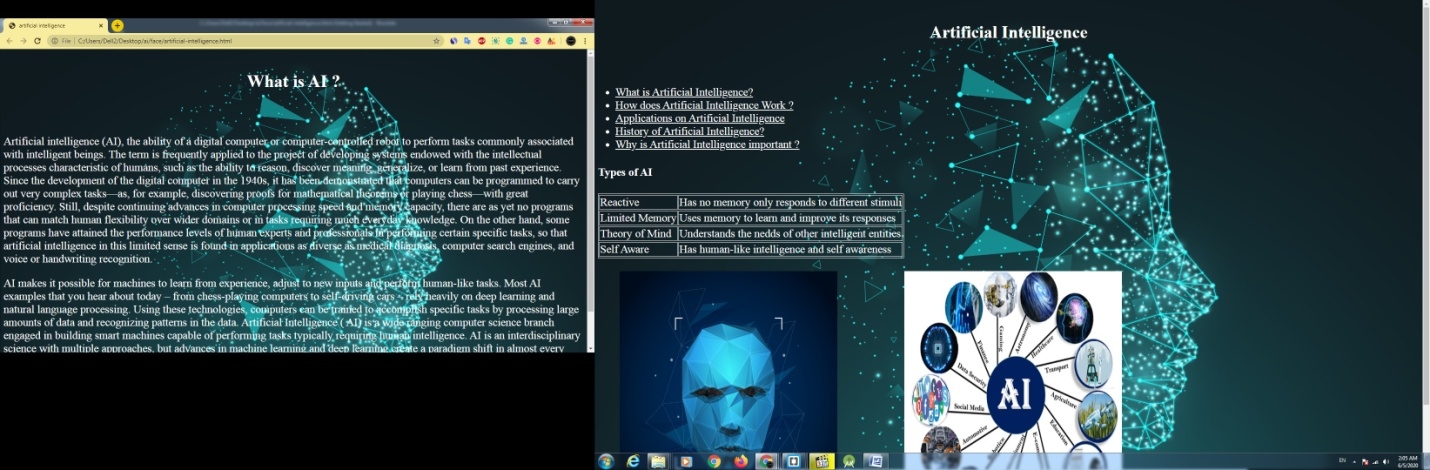 artificial intelligence
File
C:/Users/Dell2/Desktop/ai/face/artificial-intelligence.html
What is AI ?
Artificial intelligence (AI), the ability of a digital computer or computer-controlled robot to perform tasks commonly associated
with intelligent beings. The term is frequently applied to the project of developing systems endowed with the intellectual
processes characteristic of humans, such as the ability to reason, discover meaning, generalize, or learn from past experience.
Since the development of the digital computer in the 1940s, it has been demonstrated that computers can be programmed to carry
out very complex tasks—as, for example, discovering proofs for mathematical theorems or playing chess—with great
proficiency. Still, despite continuing advances in computer processing speed and memory capacity, there are as yet no programs
that can match human flexibility over wider domains or in tasks requiring much everyday knowledge. On the other hand, some
programs have attained the performance levels of human experts and professionals in performing certain specific tasks, so that
artificial intelligence in this limited sense is found in applications as diverse as medical diagnosis, computer search engines, and
voice or handwriting recognition.
AI makes it possible for machines to learn from experience, adjust to new inputs and perform human-like tasks. Most AI
examples that you hear about today – from chess-playing computers to self-driving cars – rely heavily on deep learning and
natural language processing. Using these technologies, computers can be trained to accomplish specific tasks by processing large
amounts of data and recognizing patterns in the data. Artificial Intelligence ( AI) is a wide ranging computer science branch
engaged in building smart machines capable of performing tasks typically requiring human intelligence. AI is an interdisciplinary
science with multiple approaches, but advances in machine learning and deep learning create a paradigm shift in almost every
Artificial Intelligence
What is Artificial Intelligence?
How does Artificial Intelligence Work ?
Applications on Artificial Intelligence
History of Artificial Intelligence?
Why is Artificial Intelligence important ?
Types of AI
Reactive Has no memory only responds to different stimuli
Limited Memory Uses memory to learn and improve its responses
Theory of Mind Understands the nedds of other intelligent entities
Self Aware Has human-like intelligence and self awareness
Gaming
Astronomy
Healthcare
Finance
Data Security
Transport
Social Media
AI
Agriculture
Automotive
Education
EN
2:05 AM
6/5/2020